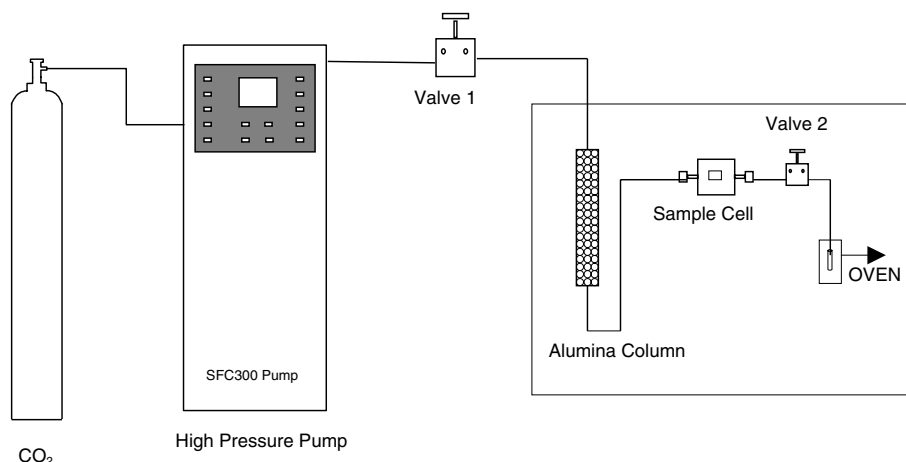 Valve 1
Valve 2
Sample Cell
OVEN
Alumina Column
SFC300 Pump
High Pressure Pump
CO₂